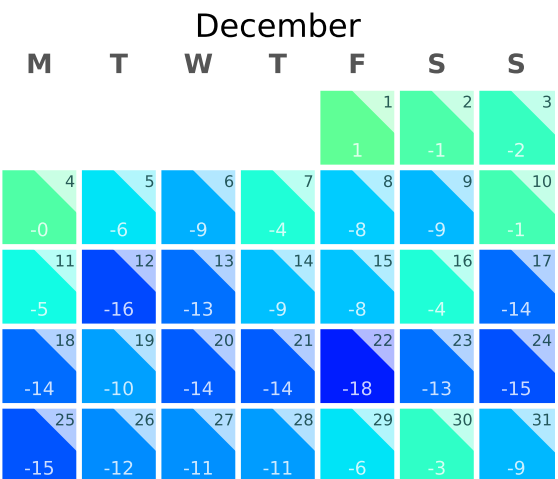 December
M T W T F S S
1 2 3
1 -1 -2
4 5 6 7 8 9 10
-0 -6 -9 -4 -8 -9 -1
11 12 13 14 15 16 17
-5 -16 -13 -9 -8 -4 -14
18 19 20 21 22 23 24
-14 -10 -14 -14 -18 -13 -15
25 26 27 28 29 30 31
-15 -12 -11 -11 -6 -3 -9